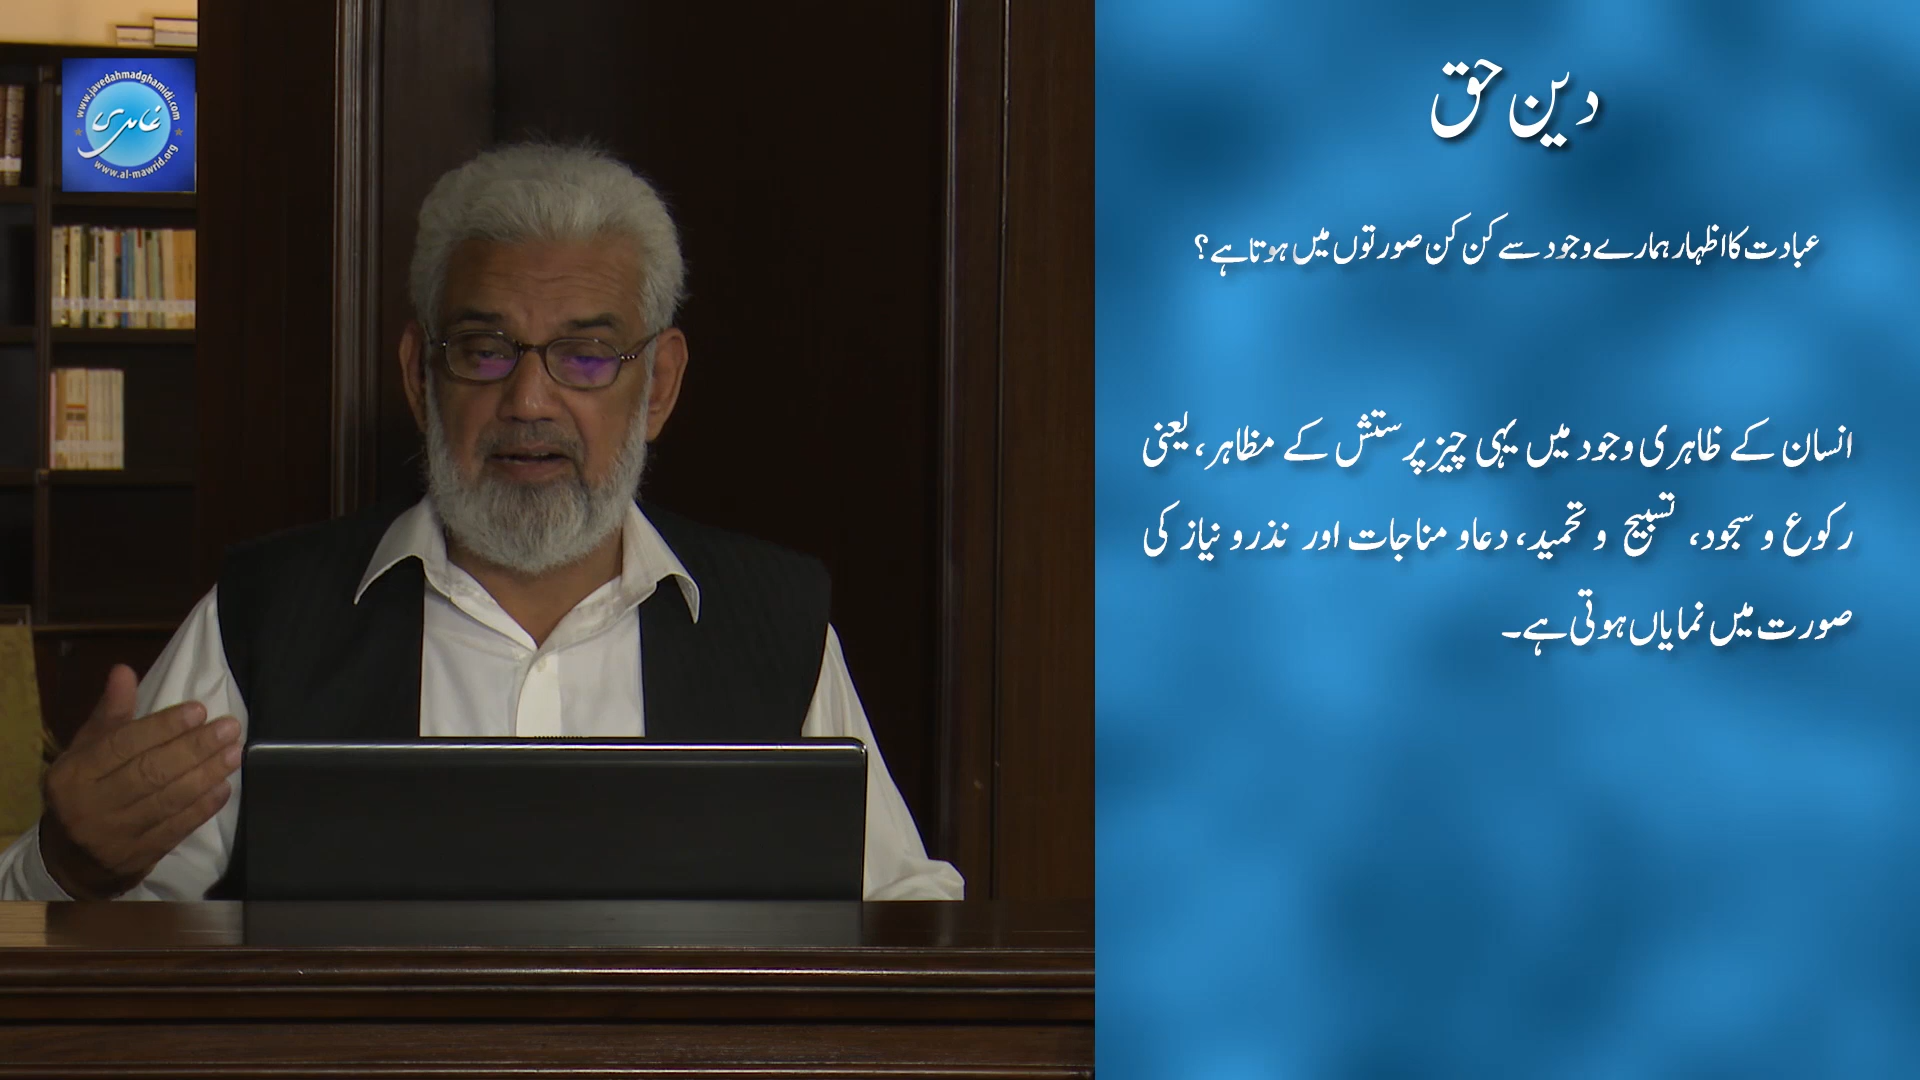 www.javedahmadghamidi.com
غامدی
www.al-mawrid.org
دین حق
عبادت کا اظہار ہمارے وجود سے کن کن صورتوں میں ہوتا ہے؟
انسان کے ظاہری وجود میں یہی چیز پرستش کے مظاہر، یعنی
رکوع و سجود، تسبیح و تحمید، دعا و مناجات اور نذر و نیاز کی
صورت میں نمایاں ہوتی ہے۔